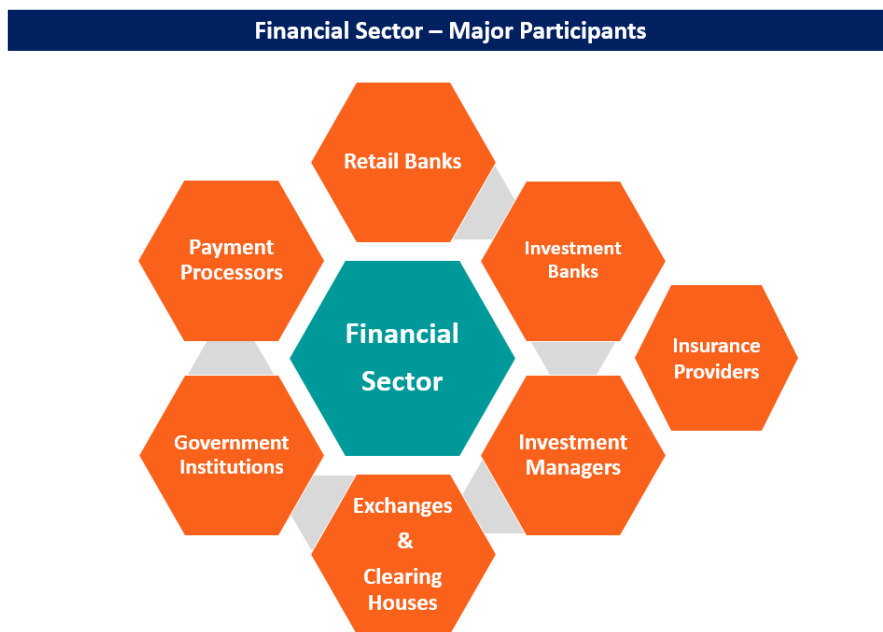 Financial Sector – Major Participants
Retail Banks
Payment
Processors
Investment
Banks
Financial
Sector
Insurance
Providers
Government
Institutions
Investment
Managers
Exchanges
&
Clearing
Houses